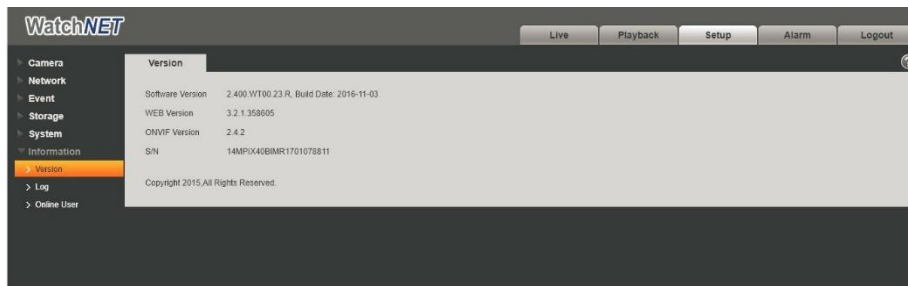 WatchNET
Live Playback Setup Alarm Logout
Camera
Network
Event
Storage
System
Information
Version
Log
Online User
Version
Software Version 2.400.WT00.23.R, Build Date: 2016-11-03
WEB Version 3.2.1.358605
ONVIF Version 2.4.2
S/N 14MPIX40BIMR1701078811
Copyright 2015,All Rights Reserved.